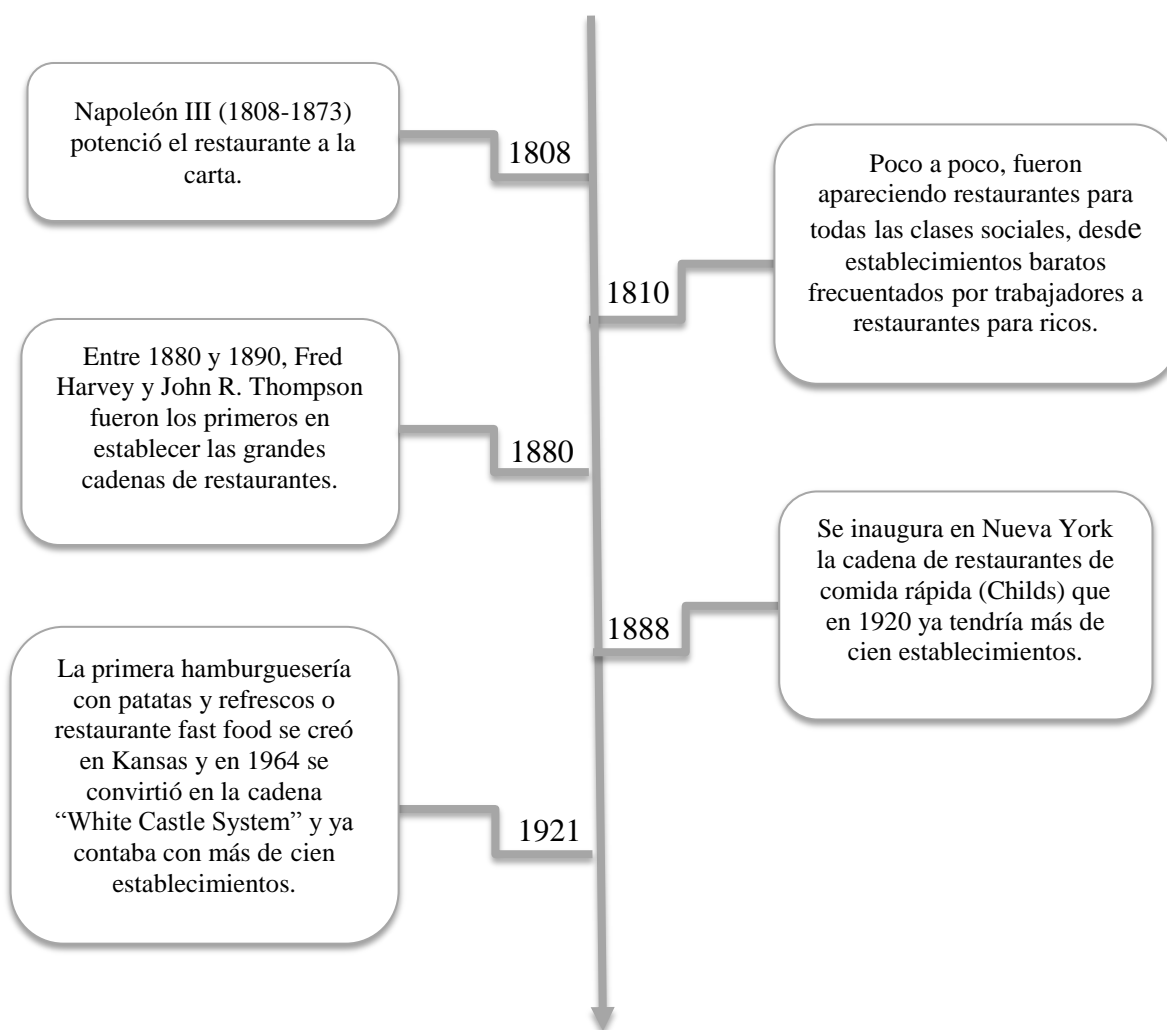 Napoleón III (1808-1873)
potenció el restaurante a la
carta.
1808
Poco a poco, fueron
apareciendo restaurantes para
todas las clases sociales, desde
establecimientos baratos
frecuentados por trabajadores a
restaurantes para ricos.
1810
Entre 1880 y 1890, Fred
Harvey y John R. Thompson
fueron los primeros en
establecer las grandes
cadenas de restaurantes.
1880
Se inaugura en Nueva York
la cadena de restaurantes de
comida rápida (Childs) que
en 1920 ya tendría más de
cien establecimientos.
1888
La primera hamburguesería
con patatas y refrescos o
restaurante fast food se creó
en Kansas y en 1964 se
convirtió en la cadena
“White Castle System” y ya
contaba con más de cien
establecimientos.
1921